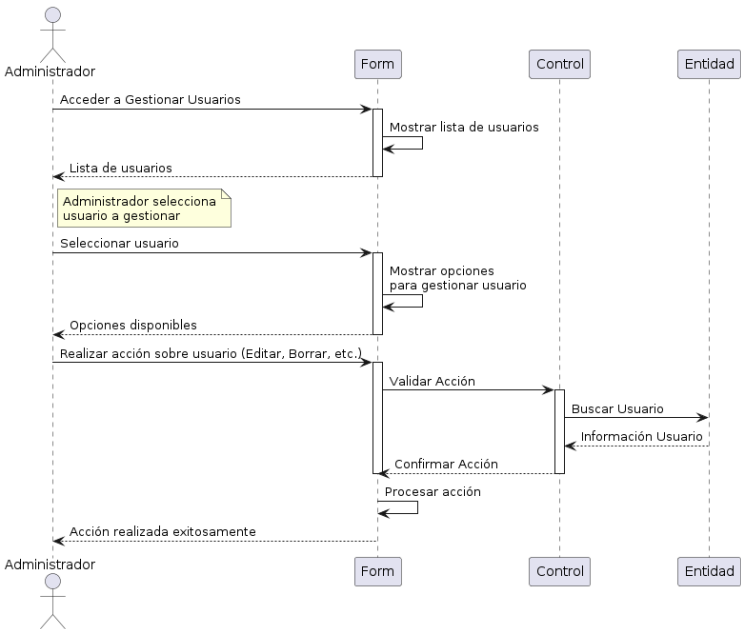 Administrador
Form
Control
Entidad
Acceder a Gestionar Usuarios
Mostrar lista de usuarios
Lista de usuarios
Administrador selecciona
usuario a gestionar
Seleccionar usuario
Mostrar opciones
para gestionar usuario
Opciones disponibles
Realizar acción sobre usuario (Editar, Borrar, etc.)
Validar Acción
Buscar Usuario
Información Usuario
Confirmar Acción
Procesar acción
Acción realizada exitosamente
Administrador
Form
Control
Entidad